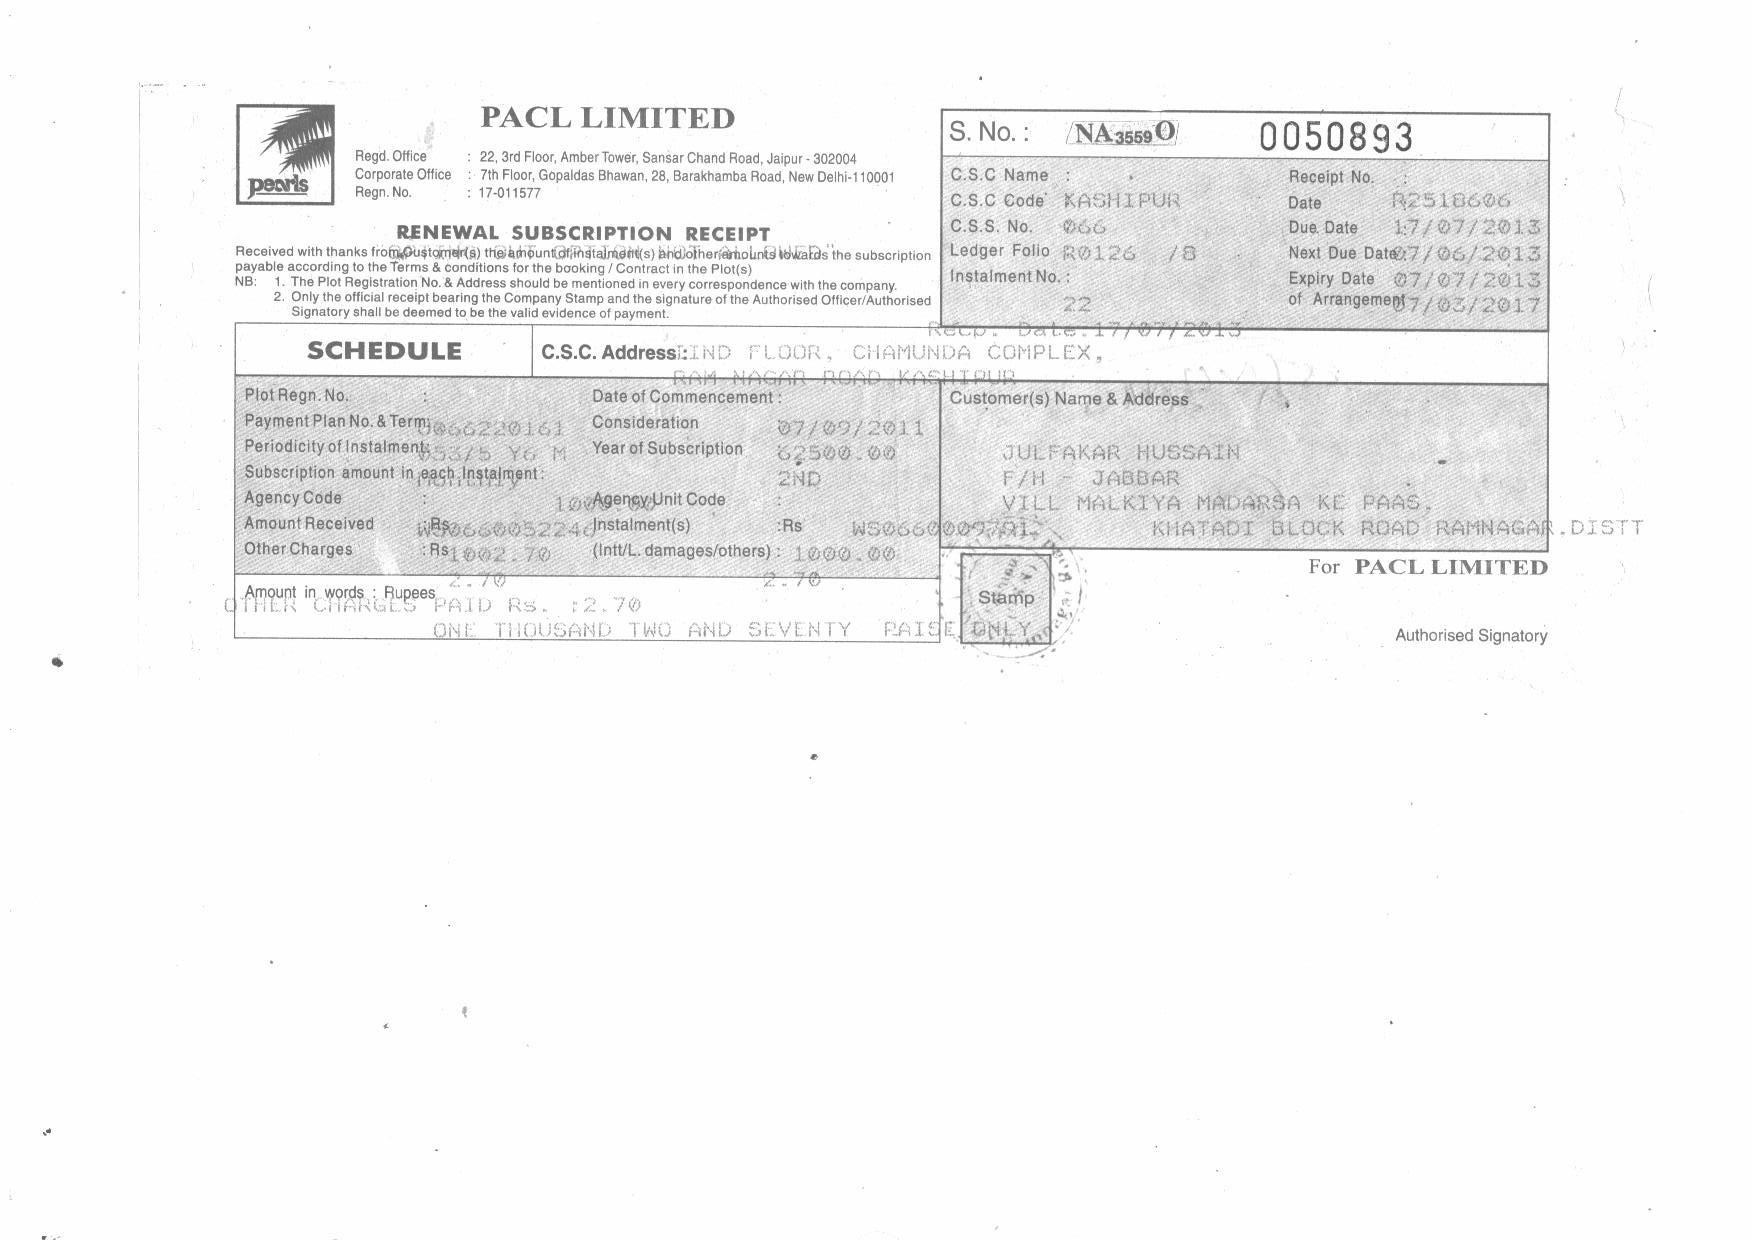 PACL LIMITED
pearls
Regd. Office : 22, 3rd Floor, Amber Tower, Sansar Chand Road, Jaipur - 302004
Corporate Office : 7th Floor, Gopaldas Bhawan, 28, Barakhamba Road, New Delhi-110001
Regn. No. : 17-011577
S. No. : NA3559 O 0050893
C.S.C Name : Receipt No. :
C.S.C Code KASHIPUR Date R2518606
C.S.S. No. 066 Due Date 17/07/2013
Ledger Folio R0126 /8 Next Due Date 07/06/2013
Instalment No. : Expiry Date 07/07/2013
22 of Arrangement 07/03/2017
RENEWAL SUBSCRIPTION RECEIPT
Received with thanks from Customer(s) the amount of instalment(s) and other amounts towards the subscription
payable according to the Terms & conditions for the booking / Contract in the Plot(s)
NB: 1. The Plot Registration No. & Address should be mentioned in every correspondence with the company.
2. Only the official receipt bearing the Company Stamp and the signature of the Authorised Officer/Authorised
Signatory shall be deemed to be the valid evidence of payment.
Recp. Date.17/07/2013
SCHEDULE
C.S.C. Address : IIND FLOOR, CHAMUNDA COMPLEX,
RAM NAGAR ROAD KASHIPUR
Plot Regn. No. : Date of Commencement :
Payment Plan No. & Term: U066220161 Consideration 07/09/2011
Periodicity of Instalment: 053/5 Y6 M Year of Subscription 62500.00
Subscription amount in each Instalment : 2ND
Agency Code : Agency Unit Code :
Amount Received : Rs Instalment(s) :Rs
Other Charges : Rs 1002.70 (Intt/L. damages/others) : 1000.00
2.70 2.70
Customer(s) Name & Address
JULFAKAR HUSSAIN
F/H - JABBAR
VILL MALKIYA MADARSA KE PAAS,
KHATADI BLOCK ROAD RAMNAGAR.DISTT
Amount in words : Rupees
OTHER CHARGES PAID Rs. :2.70
ONE THOUSAND TWO AND SEVENTY PAISE ONLY
Stamp
For PACL LIMITED
Authorised Signatory